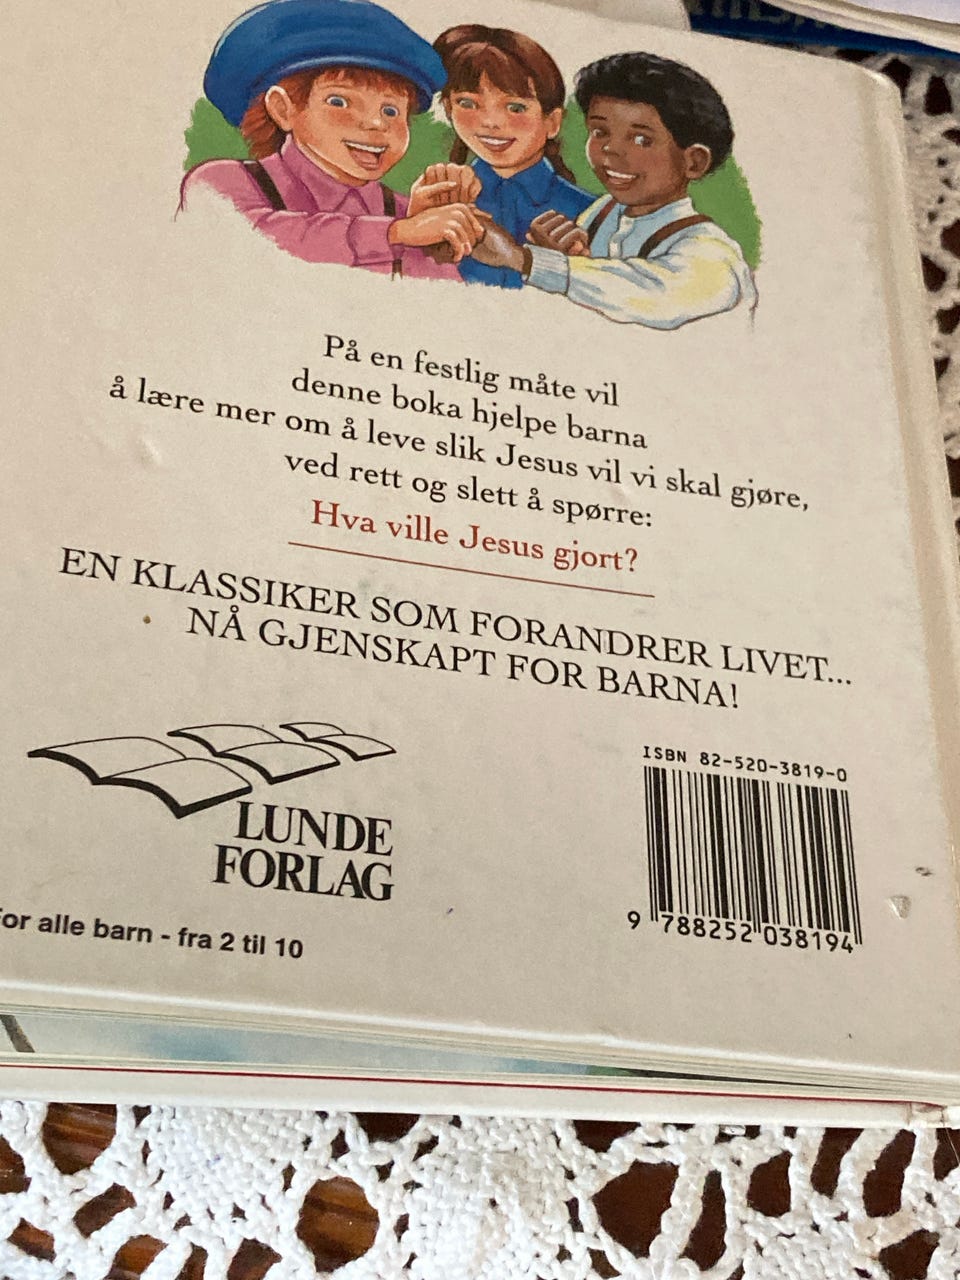 På en festlig måte vil
denne boka hjelpe barna
å lære mer om å leve slik Jesus vil vi skal gjøre,
ved rett og slett å spørre:
Hva ville Jesus gjort?
EN KLASSIKER SOM FORANDRER LIVET...
NÅ GJENSKAPT FOR BARNA!
LUNDE
FORLAG
For alle barn - fra 2 til 10
ISBN 82-520-3819-0
9 788252 038194